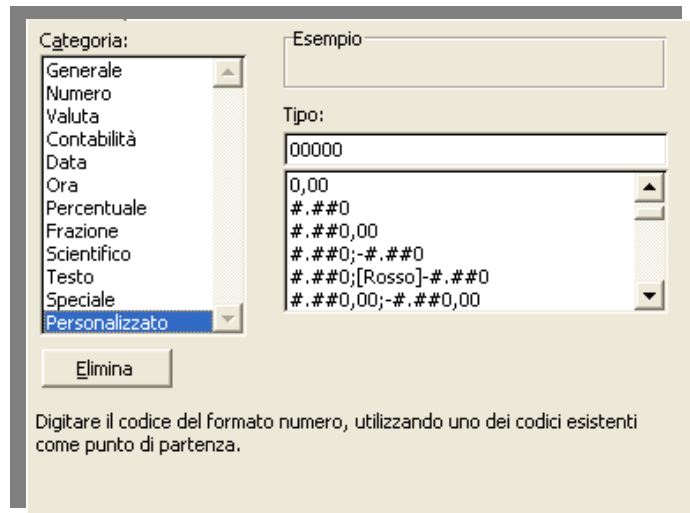 Categoria:
Generale
Numero
Valuta
Contabilità
Data
Ora
Percentuale
Frazione
Scientifico
Testo
Speciale
Personalizzato
Elimina
Esempio
Tipo:
00000
0,00
#.##0
#.##0,00
#.##0;-#.##0
#.##0;[Rosso]-#.##0
#.##0,00;-#.##0,00
Digitare il codice del formato numero, utilizzando uno dei codici esistenti
come punto di partenza.